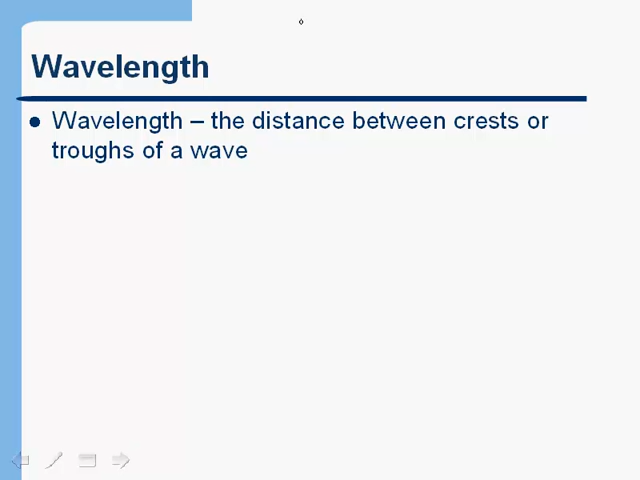 Wavelength
Wavelength – the distance between crests or
troughs of a wave